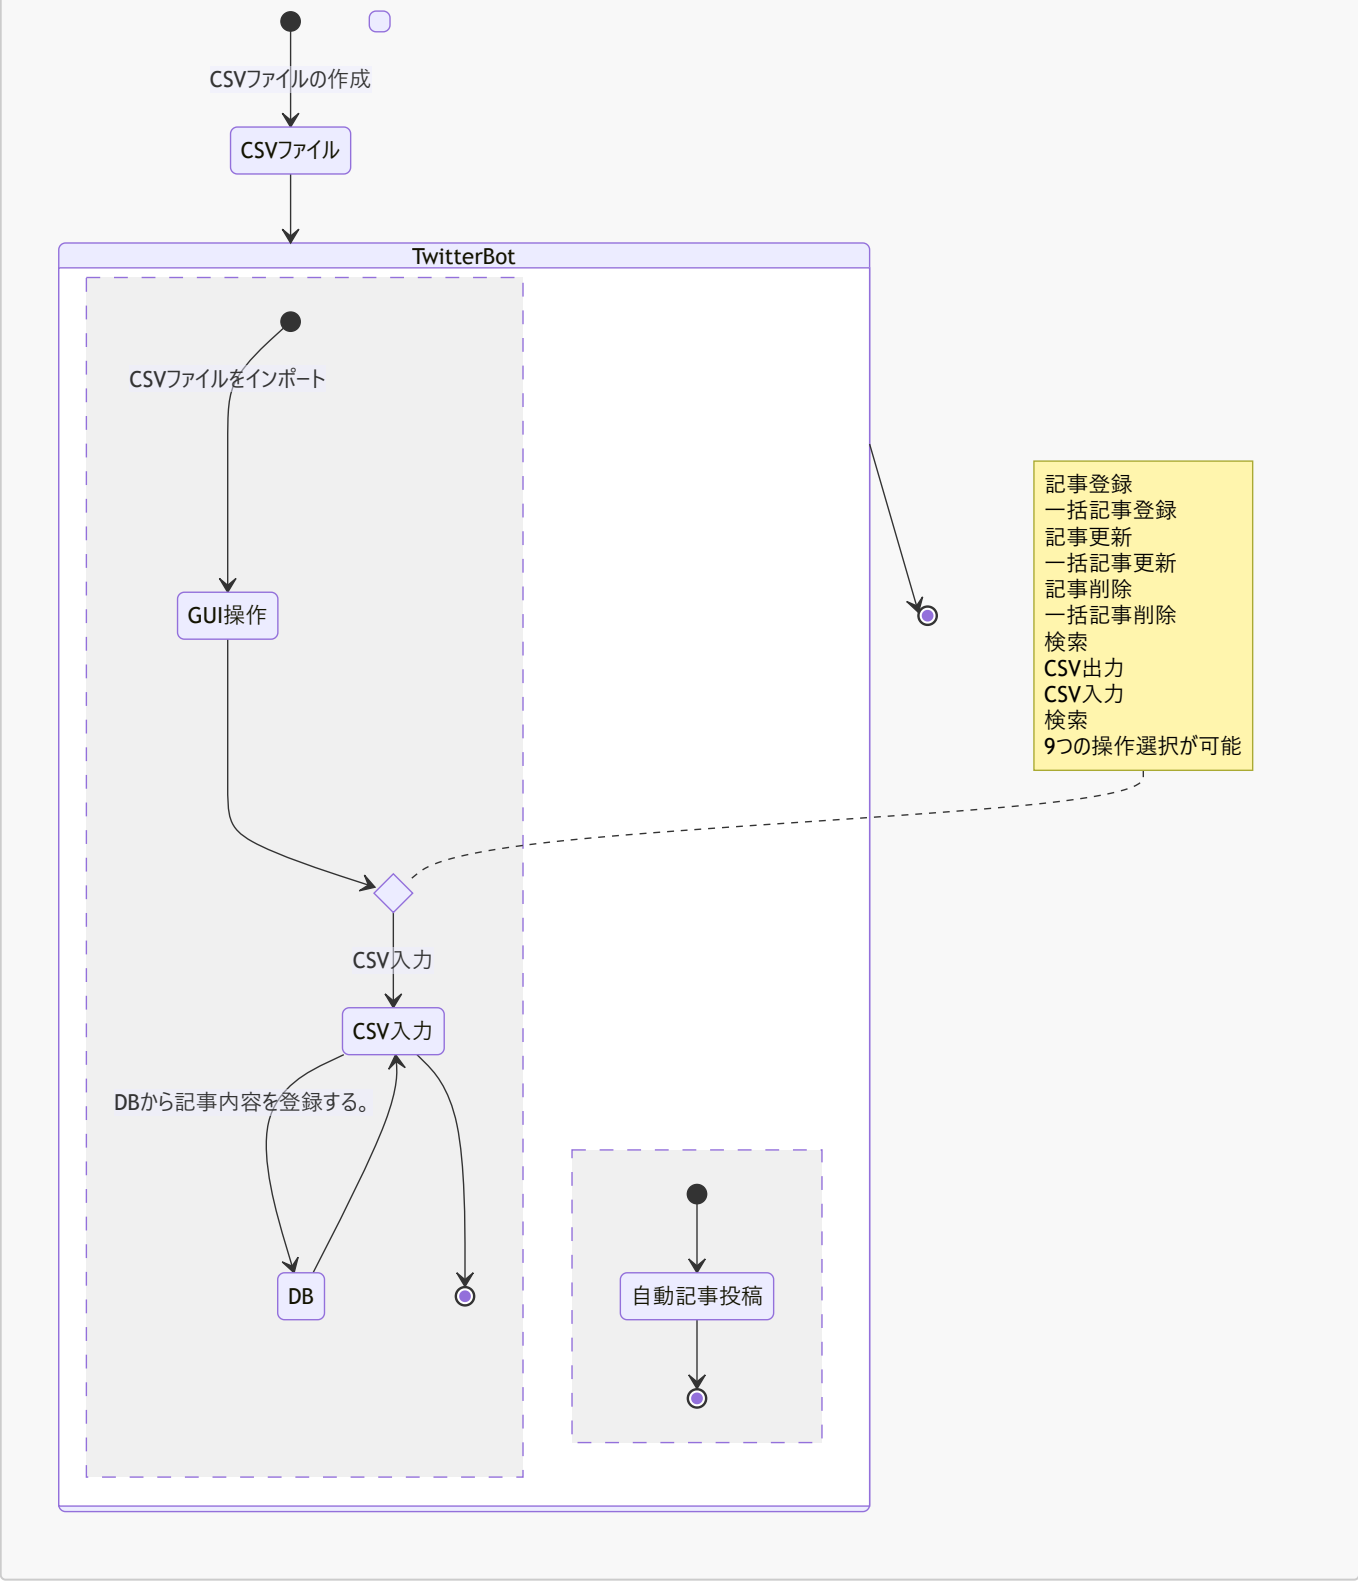 CSVファイルの作成
CSVファイル
TwitterBot
CSVファイルをインポート
記事登録
一括記事登録
記事更新
一括記事更新
記事削除
一括記事削除
検索
CSV出力
CSV入力
検索
9つの操作選択が可能
GUI操作
CSV入力
CSV入力
DBから記事内容を登録する。
DB
自動記事投稿